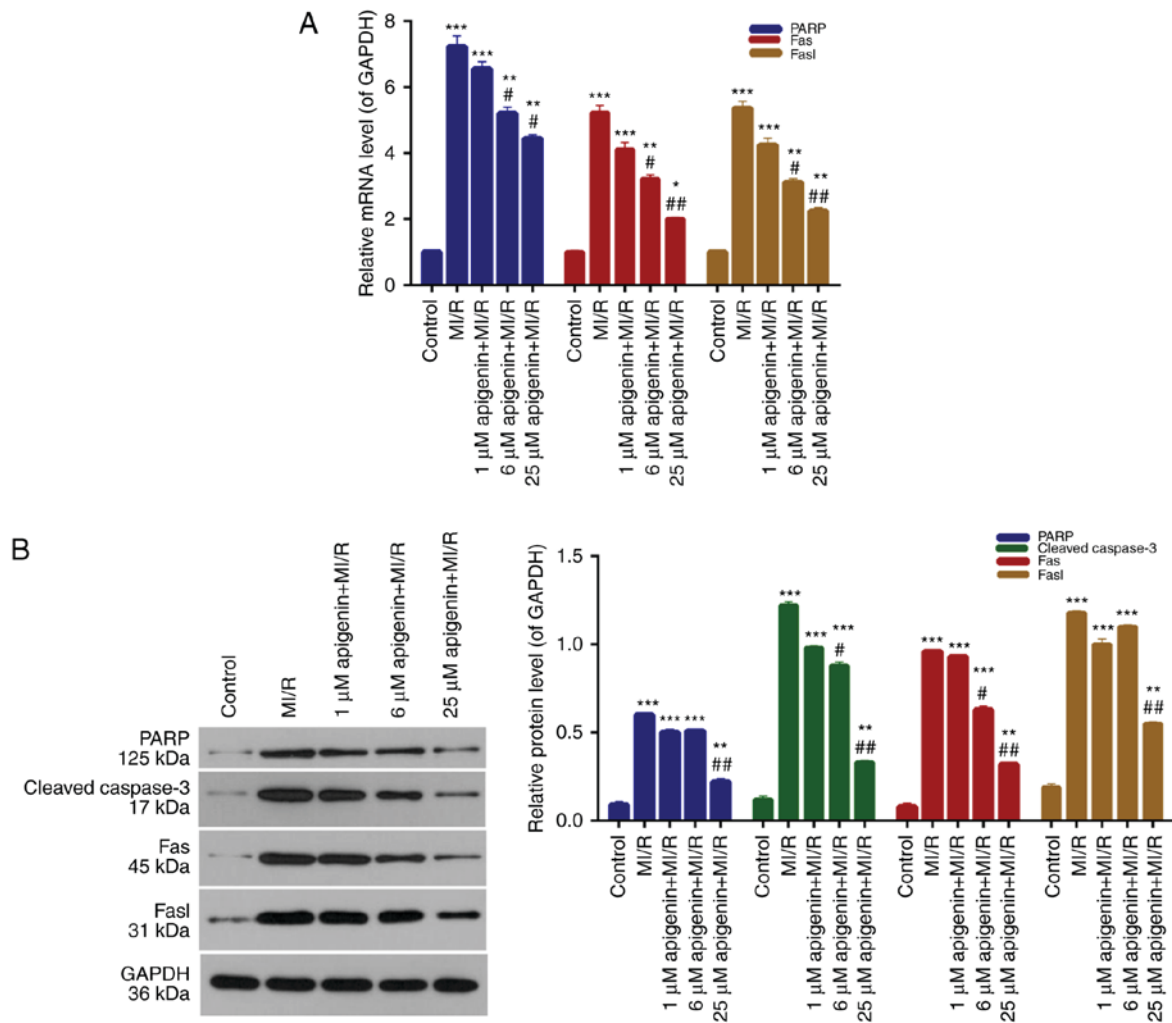 A
PARP
Fas
Fasl
Relative mRNA level (of GAPDH)
8
6
4
2
0
*** *** ** # ** #
*** *** ** # * ##
*** *** ** # ** ##
Control
MI/R
1 μM apigenin+MI/R
6 μM apigenin+MI/R
25 μM apigenin+MI/R
Control
MI/R
1 μM apigenin+MI/R
6 μM apigenin+MI/R
25 μM apigenin+MI/R
Control
MI/R
1 μM apigenin+MI/R
6 μM apigenin+MI/R
25 μM apigenin+MI/R
B
Control
MI/R
1 μM apigenin+MI/R
6 μM apigenin+MI/R
25 μM apigenin+MI/R
PARP
125 kDa
Cleaved caspase-3
17 kDa
Fas
45 kDa
Fasl
31 kDa
GAPDH
36 kDa
PARP
Cleaved caspase-3
Fas
Fasl
Relative protein level (of GAPDH)
1.5
1.0
0.5
0.0
*** *** *** ** ##
*** *** *** # ** ##
*** *** *** # ** ##
*** *** *** ** ##
Control
MI/R
1 μM apigenin+MI/R
6 μM apigenin+MI/R
25 μM apigenin+MI/R
Control
MI/R
1 μM apigenin+MI/R
6 μM apigenin+MI/R
25 μM apigenin+MI/R
Control
MI/R
1 μM apigenin+MI/R
6 μM apigenin+MI/R
25 μM apigenin+MI/R
Control
MI/R
1 μM apigenin+MI/R
6 μM apigenin+MI/R
25 μM apigenin+MI/R